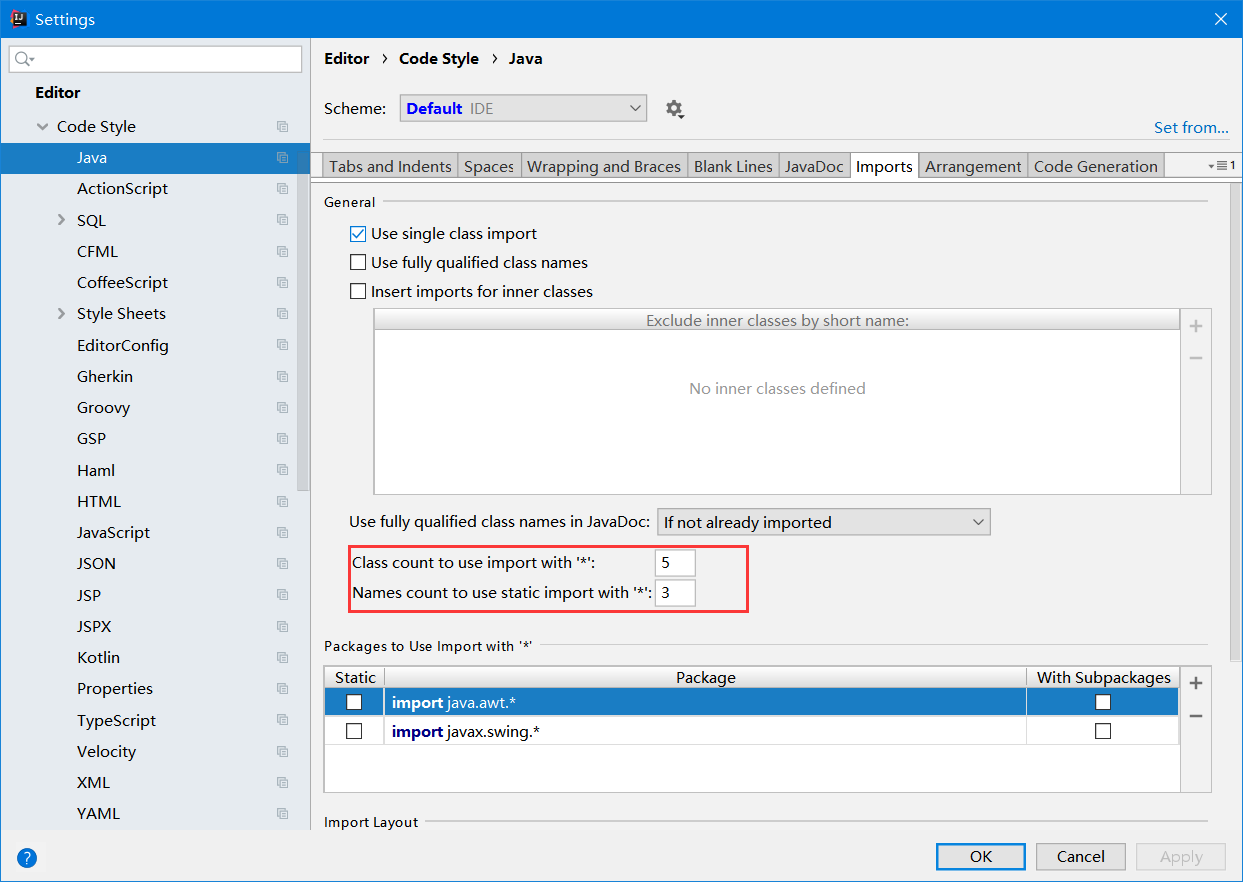 Settings
Editor
Code Style
Java
ActionScript
SQL
CFML
CoffeeScript
Style Sheets
EditorConfig
Gherkin
Groovy
GSP
Haml
HTML
JavaScript
JSON
JSP
JSPX
Kotlin
Properties
TypeScript
Velocity
XML
YAML
Editor › Code Style › Java
Scheme: Default IDE
Set from...
Tabs and Indents Spaces Wrapping and Braces Blank Lines JavaDoc Imports Arrangement Code Generation 1
General
Use single class import
Use fully qualified class names
Insert imports for inner classes
Exclude inner classes by short name:
No inner classes defined
Use fully qualified class names in JavaDoc: If not already imported
Class count to use import with '*': 5
Names count to use static import with '*': 3
Packages to Use Import with '*'
Static Package With Subpackages
import java.awt.*
import javax.swing.*
Import Layout
? OK Cancel Apply